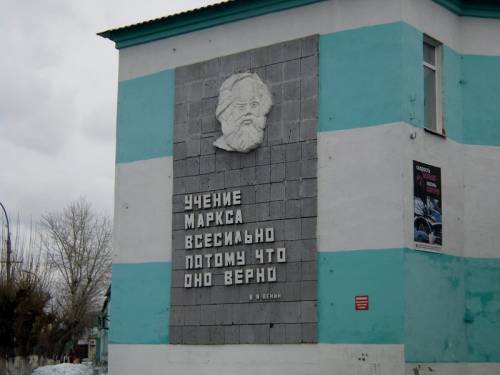 УЧЕНИЕ
МАРКСА
ВСЕСИЛЬНО
ПОТОМУ ЧТО
ОНО ВЕРНО
В И ЛЕНИН